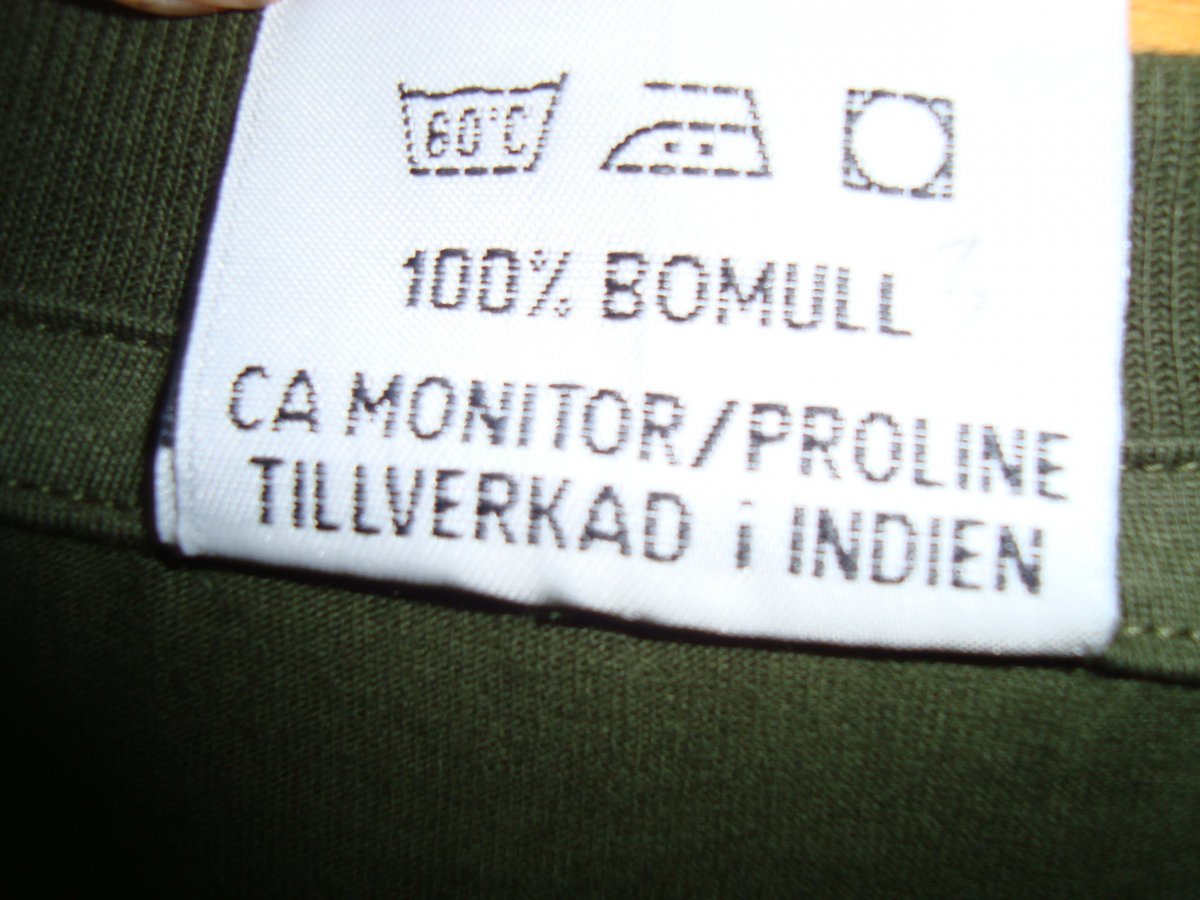 60°C
100% BOMULL
CA MONITOR/PROLINE
TILLVERKAD i INDIEN